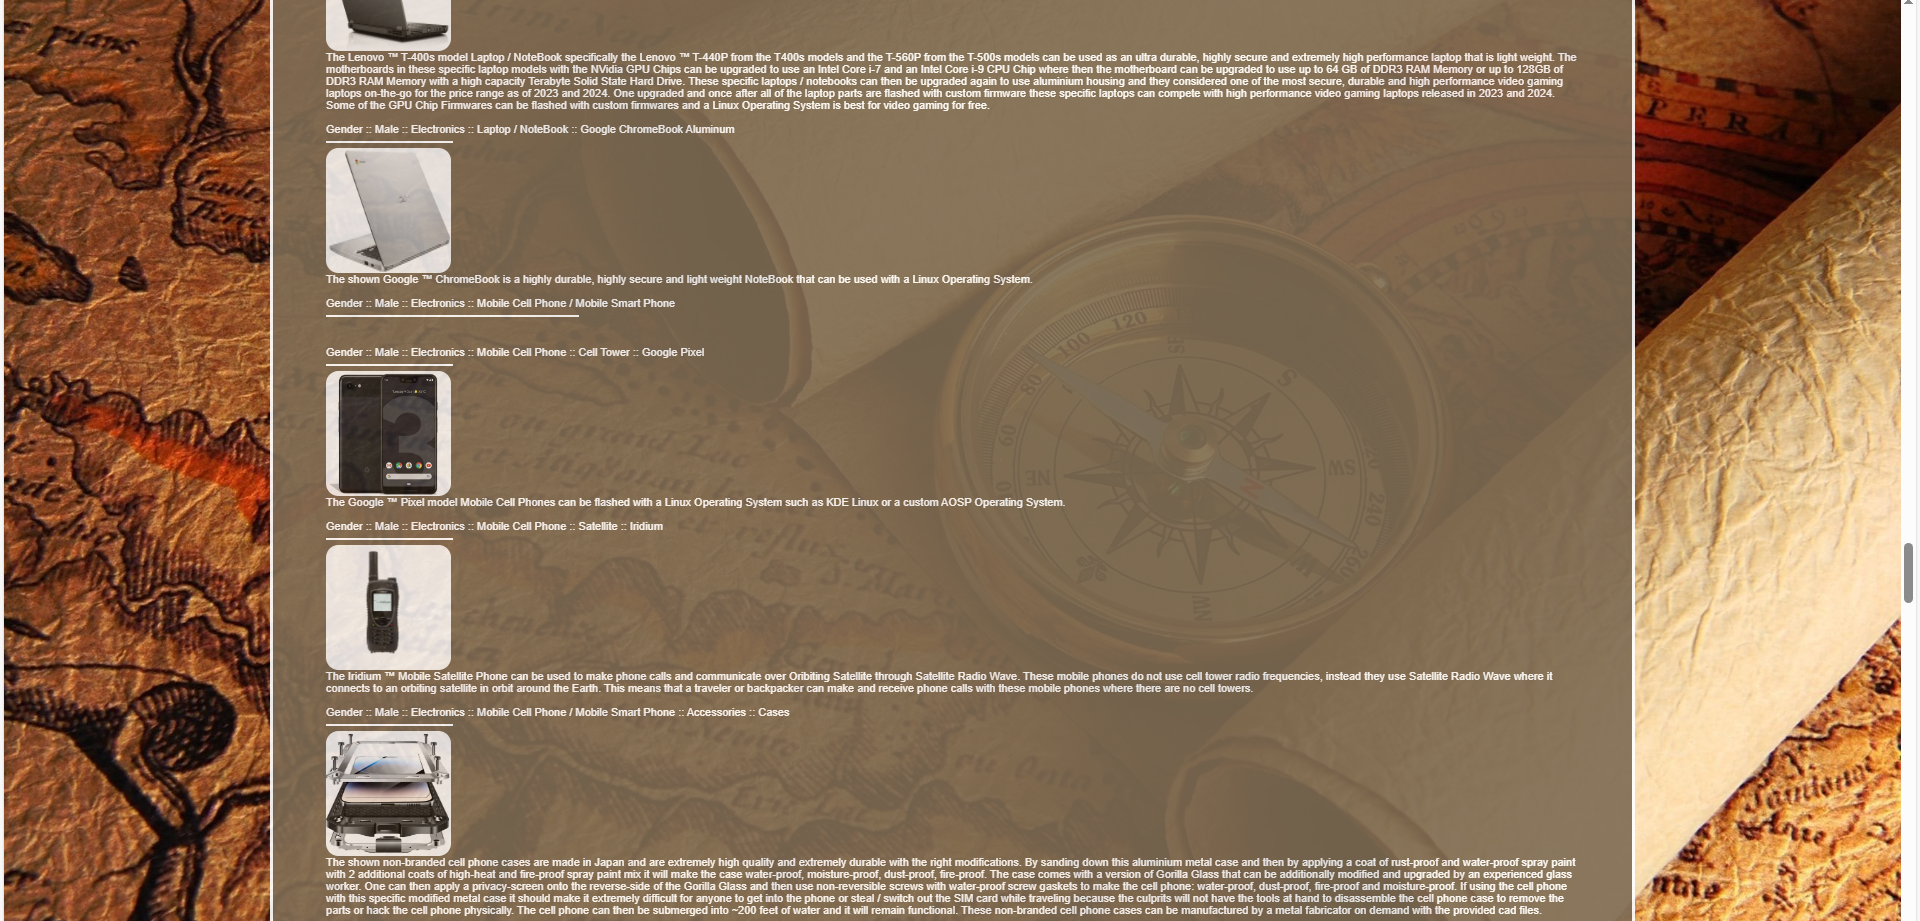 The Lenovo ™ T-400s model Laptop / NoteBook specifically the Lenovo ™ T-440P from the T400s models and the T-560P from the T-500s models can be used as an ultra durable, highly secure and extremely high performance laptop that is light weight. The
motherboards in these specific laptop models with the NVidia GPU Chips can be upgraded to use an Intel Core i-7 and an Intel Core i-9 CPU Chip where then the motherboard can be upgraded to use up to 64 GB of DDR3 RAM Memory or up to 128GB of
DDR3 RAM Memory with a high capacity Terabyte Solid State Hard Drive. These specific laptops / notebooks can then be upgraded again to use aluminium housing and they considered one of the most secure, durable and high performance video gaming
laptops on-the-go for the price range as of 2023 and 2024. One upgraded and once after all of the laptop parts are flashed with custom firmware these specific laptops can compete with high performance video gaming laptops released in 2023 and 2024.
Some of the GPU Chip Firmwares can be flashed with custom firmwares and a Linux Operating System is best for video gaming for free.
Gender :: Male :: Electronics :: Laptop / NoteBook :: Google ChromeBook Aluminum
The shown Google ™ ChromeBook is a highly durable, highly secure and light weight NoteBook that can be used with a Linux Operating System.
Gender :: Male :: Electronics :: Mobile Cell Phone / Mobile Smart Phone
Gender :: Male :: Electronics :: Mobile Cell Phone :: Cell Tower :: Google Pixel
The Google ™ Pixel model Mobile Cell Phones can be flashed with a Linux Operating System such as KDE Linux or a custom AOSP Operating System.
Gender :: Male :: Electronics :: Mobile Cell Phone :: Satellite :: Iridium
The Iridium ™ Mobile Satellite Phone can be used to make phone calls and communicate over Oribiting Satellite through Satellite Radio Wave. These mobile phones do not use cell tower radio frequencies, instead they use Satellite Radio Wave where it
connects to an orbiting satellite in orbit around the Earth. This means that a traveler or backpacker can make and receive phone calls with these mobile phones where there are no cell towers.
Gender :: Male :: Electronics :: Mobile Cell Phone / Mobile Smart Phone :: Accessories :: Cases
The shown non-branded cell phone cases are made in Japan and are extremely high quality and extremely durable with the right modifications. By sanding down this aluminium metal case and then by applying a coat of rust-proof and water-proof spray paint
with 2 additional coats of high-heat and fire-proof spray paint mix it will make the case water-proof, moisture-proof, dust-proof, fire-proof. The case comes with a version of Gorilla Glass that can be additionally modified and upgraded by an experienced glass
worker. One can then apply a privacy-screen onto the reverse-side of the Gorilla Glass and then use non-reversible screws with water-proof screw gaskets to make the cell phone: water-proof, dust-proof, fire-proof and moisture-proof. If using the cell phone
with this specific modified metal case it should make it extremely difficult for anyone to get into the phone or steal / switch out the SIM card while traveling because the culprits will not have the tools at hand to disassemble the cell phone case to remove the
parts or hack the cell phone physically. The cell phone can then be submerged into ~200 feet of water and it will remain functional. These non-branded cell phone cases can be manufactured by a metal fabricator on demand with the provided cad files.